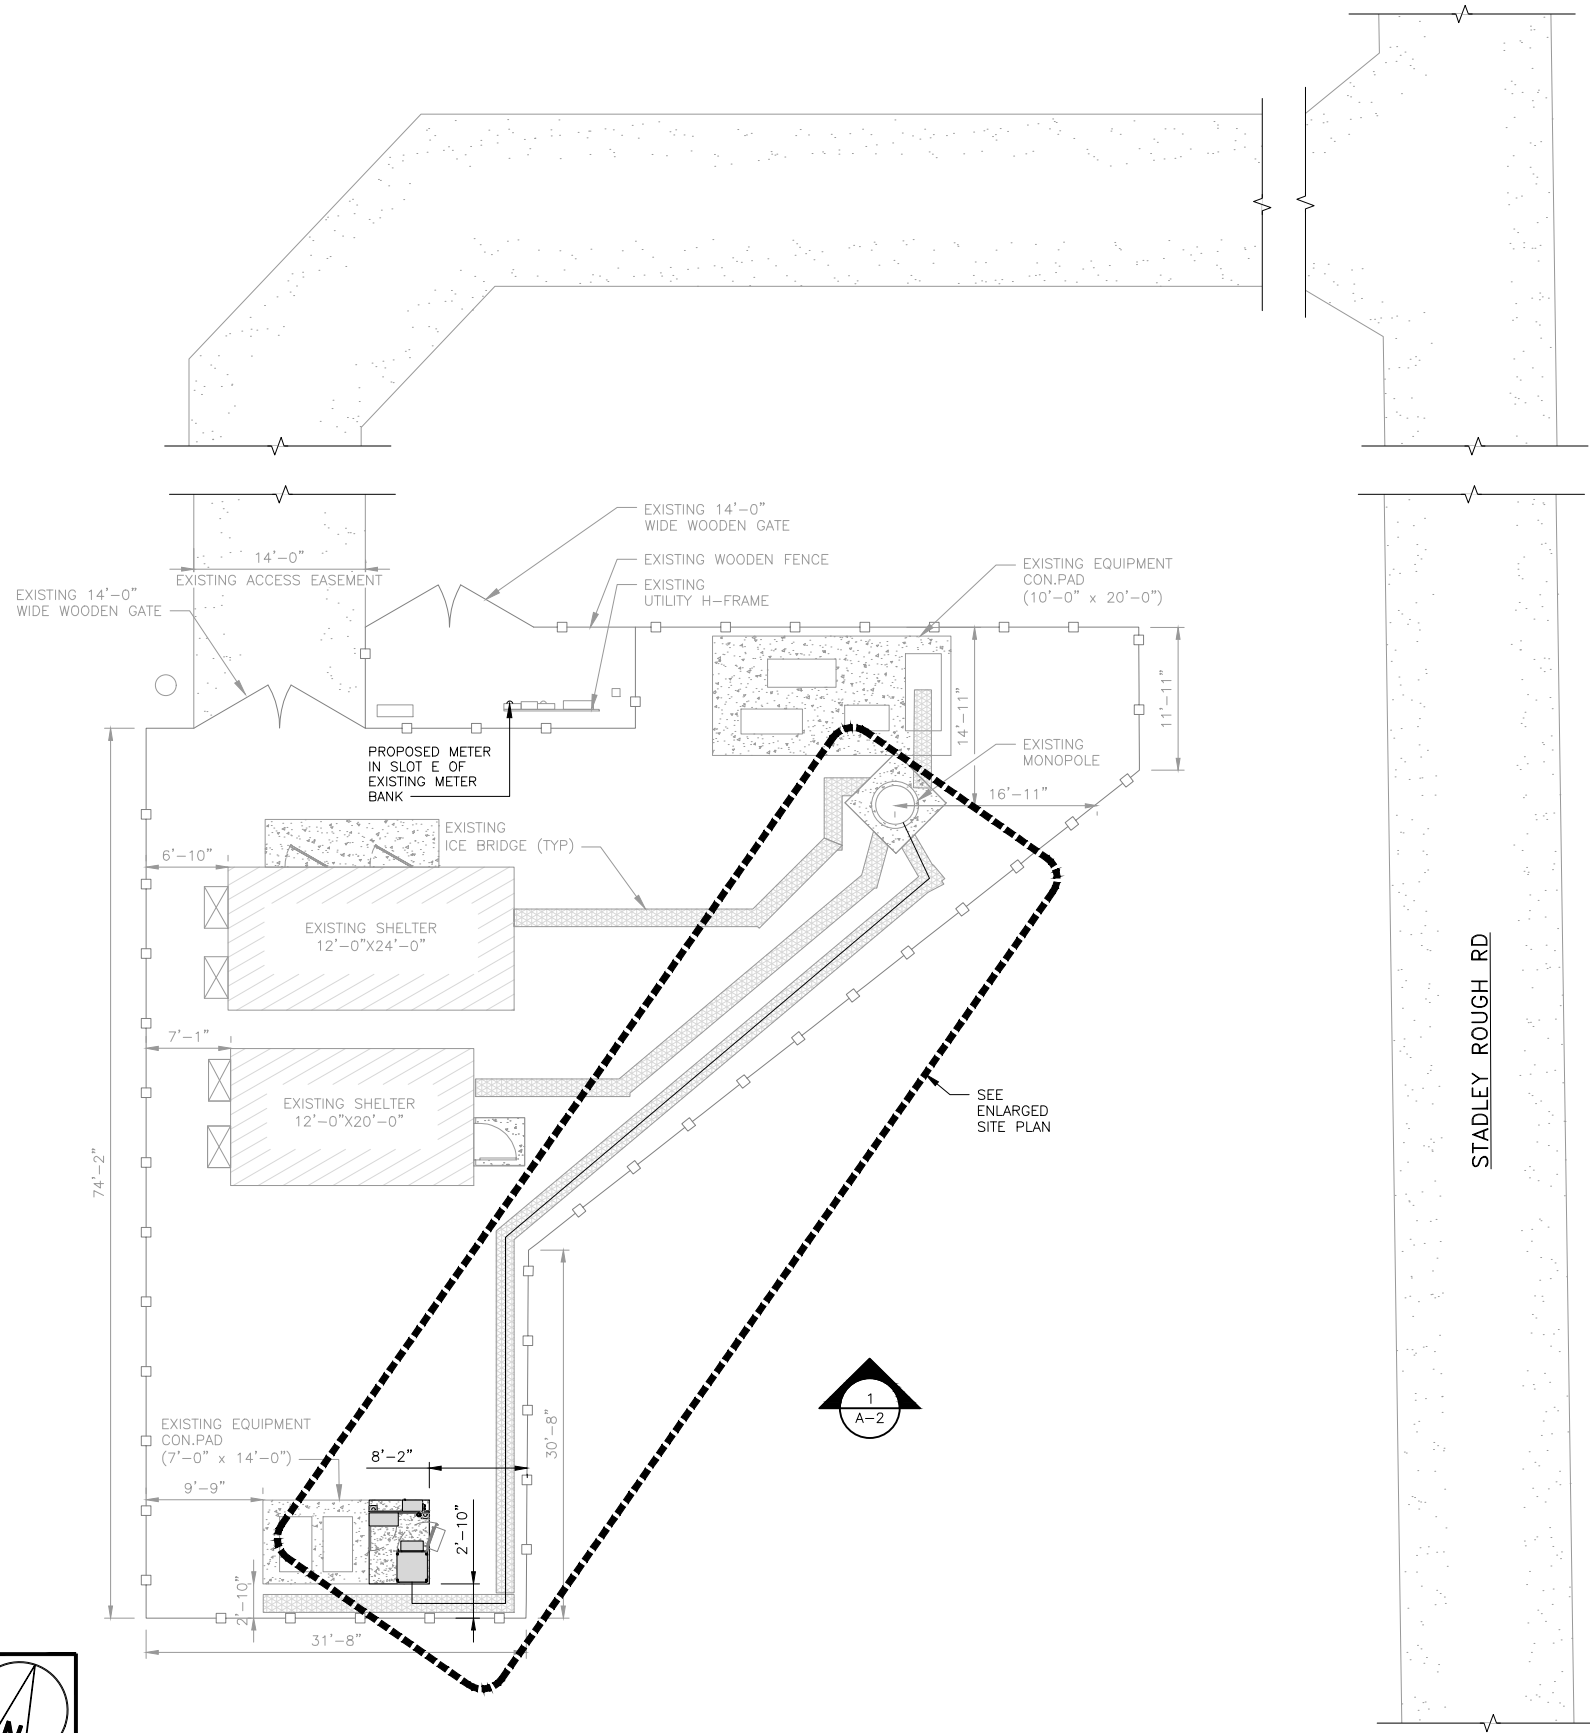 EXISTING 14'-0"
WIDE WOODEN GATE
EXISTING WOODEN FENCE
EXISTING
UTILITY H-FRAME
14'-0"
EXISTING ACCESS EASEMENT
EXISTING 14'-0"
WIDE WOODEN GATE
EXISTING EQUIPMENT
CON.PAD
(10'-0" x 20'-0")
14'-11"
11'-11"
PROPOSED METER
IN SLOT E OF
EXISTING METER
BANK
EXISTING
MONOPOLE
16'-11"
EXISTING
ICE BRIDGE (TYP)
6'-10"
EXISTING SHELTER
12'-0"X24'-0"
7'-1"
EXISTING SHELTER
12'-0"X20'-0"
74'-2"
SEE
ENLARGED
SITE PLAN
STADLEY ROUGH RD
1
A-2
30'-8"
EXISTING EQUIPMENT
CON.PAD
(7'-0" x 14'-0")
8'-2"
9'-9"
2'-10"
2'-10"
31'-8"
N